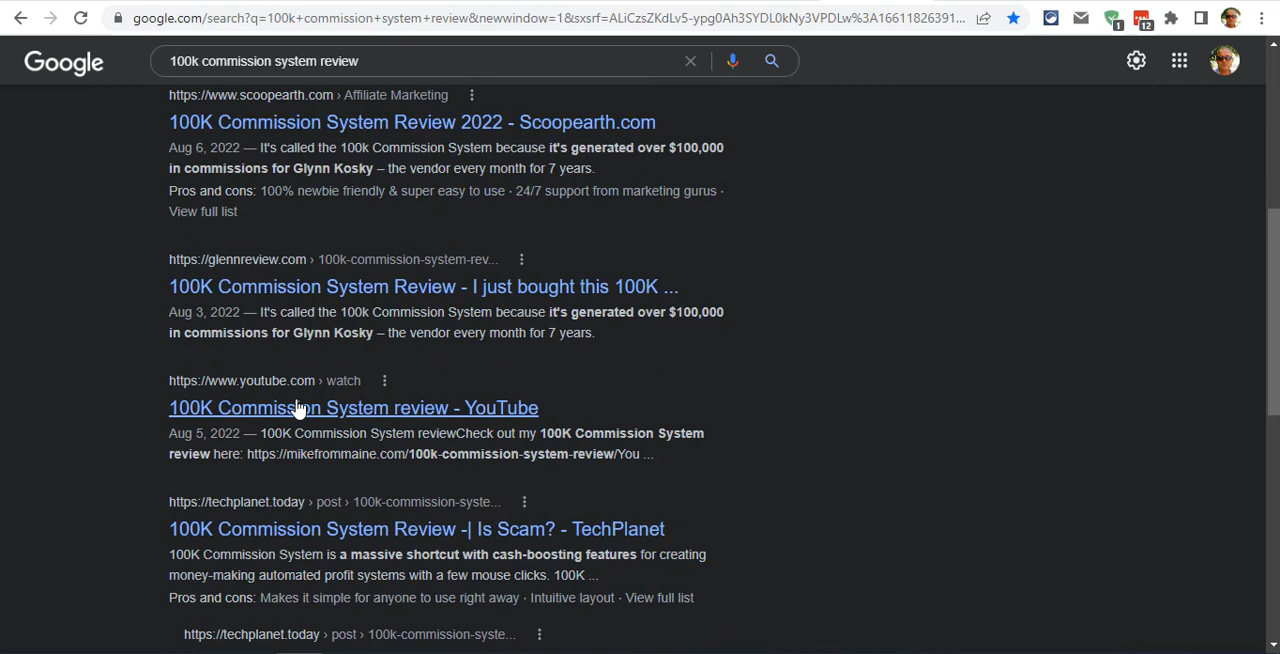 google.com/search?q=100k+commission+system+review&newwindow=1&sxsrf=ALiCzsZKdLv5-ypg0Ah3SYDL0kNy3VPDLw%3A16611826391...
1
12
Google
100k commission system review
https://www.scoopearth.com › Affiliate Marketing
100K Commission System Review 2022 - Scoopearth.com
Aug 6, 2022 — It's called the 100k Commission System because it's generated over $100,000
in commissions for Glynn Kosky – the vendor every month for 7 years.
Pros and cons: 100% newbie friendly & super easy to use · 24/7 support from marketing gurus ·
View full list
https://glennreview.com › 100k-commission-system-rev...
100K Commission System Review - I just bought this 100K ...
Aug 3, 2022 — It's called the 100k Commission System because it's generated over $100,000
in commissions for Glynn Kosky – the vendor every month for 7 years.
https://www.youtube.com › watch
100K Commission System review - YouTube
Aug 5, 2022 — 100K Commission System reviewCheck out my 100K Commission System
review here: https://mikefrommaine.com/100k-commission-system-review/You ...
https://techplanet.today › post › 100k-commission-syste...
100K Commission System Review -| Is Scam? - TechPlanet
100K Commission System is a massive shortcut with cash-boosting features for creating
money-making automated profit systems with a few mouse clicks. 100K ...
Pros and cons: Makes it simple for anyone to use right away · Intuitive layout · View full list
https://techplanet.today › post › 100k-commission-syste...